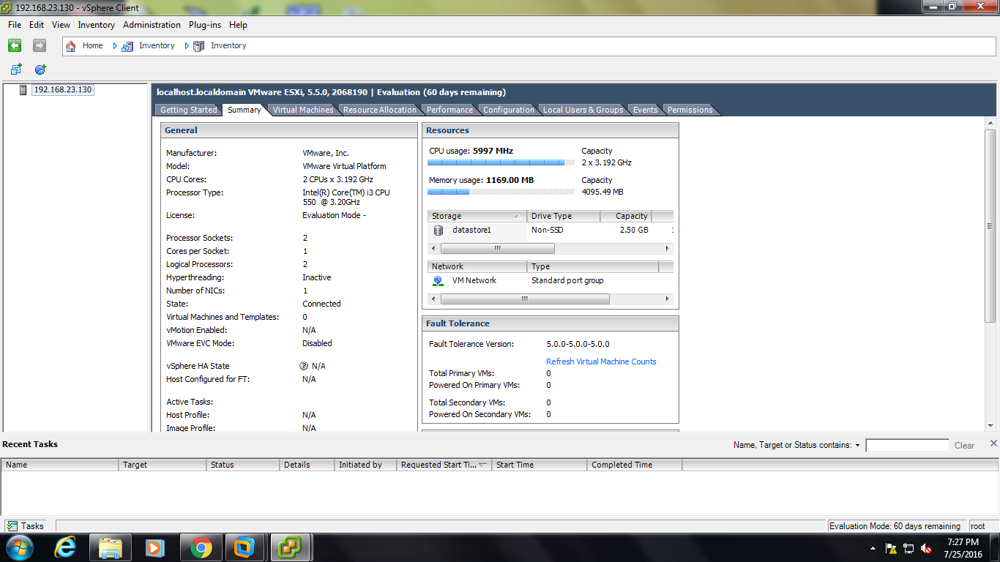 192.168.23.130 - vSphere Client
File Edit View Inventory Administration Plug-ins Help
Home Inventory Inventory
192.168.23.130
localhost.localdomain VMware ESXi, 5.5.0, 2068190 | Evaluation (60 days remaining)
Getting Started Summary Virtual Machines Resource Allocation Performance Configuration Local Users & Groups Events Permissions
General
Manufacturer: VMware, Inc.
Model: VMware Virtual Platform
CPU Cores: 2 CPUs x 3.192 GHz
Processor Type: Intel(R) Core(TM) i3 CPU
550 @ 3.20GHz
License: Evaluation Mode -
Processor Sockets: 2
Cores per Socket: 1
Logical Processors: 2
Hyperthreading: Inactive
Number of NICs: 1
State: Connected
Virtual Machines and Templates: 0
vMotion Enabled: N/A
VMware EVC Mode: Disabled
vSphere HA State ? N/A
Host Configured for FT: N/A
Active Tasks:
Host Profile: N/A
Image Profile: N/A
Resources
CPU usage: 5997 MHz Capacity
2 x 3.192 GHz
Memory usage: 1169.00 MB Capacity
4095.49 MB
Storage Drive Type Capacity
datastore1 Non-SSD 2.50 GB
Network Type
VM Network Standard port group
Fault Tolerance
Fault Tolerance Version: 5.0.0-5.0.0-5.0.0
Refresh Virtual Machine Counts
Total Primary VMs: 0
Powered On Primary VMs: 0
Total Secondary VMs: 0
Powered On Secondary VMs: 0
Recent Tasks Name, Target or Status contains: Clear
Name Target Status Details Initiated by Requested Start Ti... Start Time Completed Time
Tasks Evaluation Mode: 60 days remaining root
7:27 PM
7/25/2016